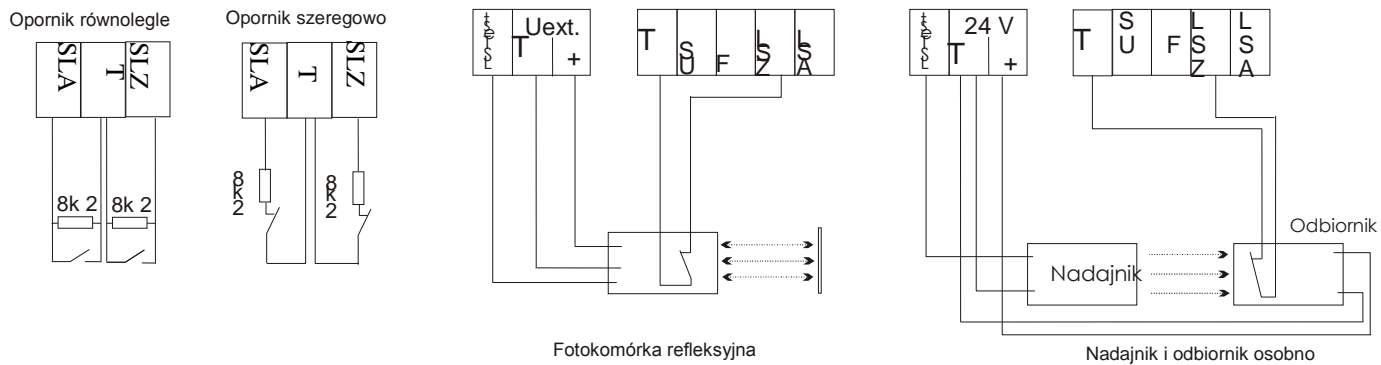 Opornik równolegle
SLA
T
SLZ
8k 2
8k 2
Opornik szeregowo
SLA
T
SLZ
8k2
8k2
Uext.
T
+
T
SU
F
LSZ
LSA
Fotokomórka refleksyjna
24 V
T
+
T
SU
F
LSZ
LSA
Nadajnik
Odbiornik
Nadajnik i odbiornik osobno